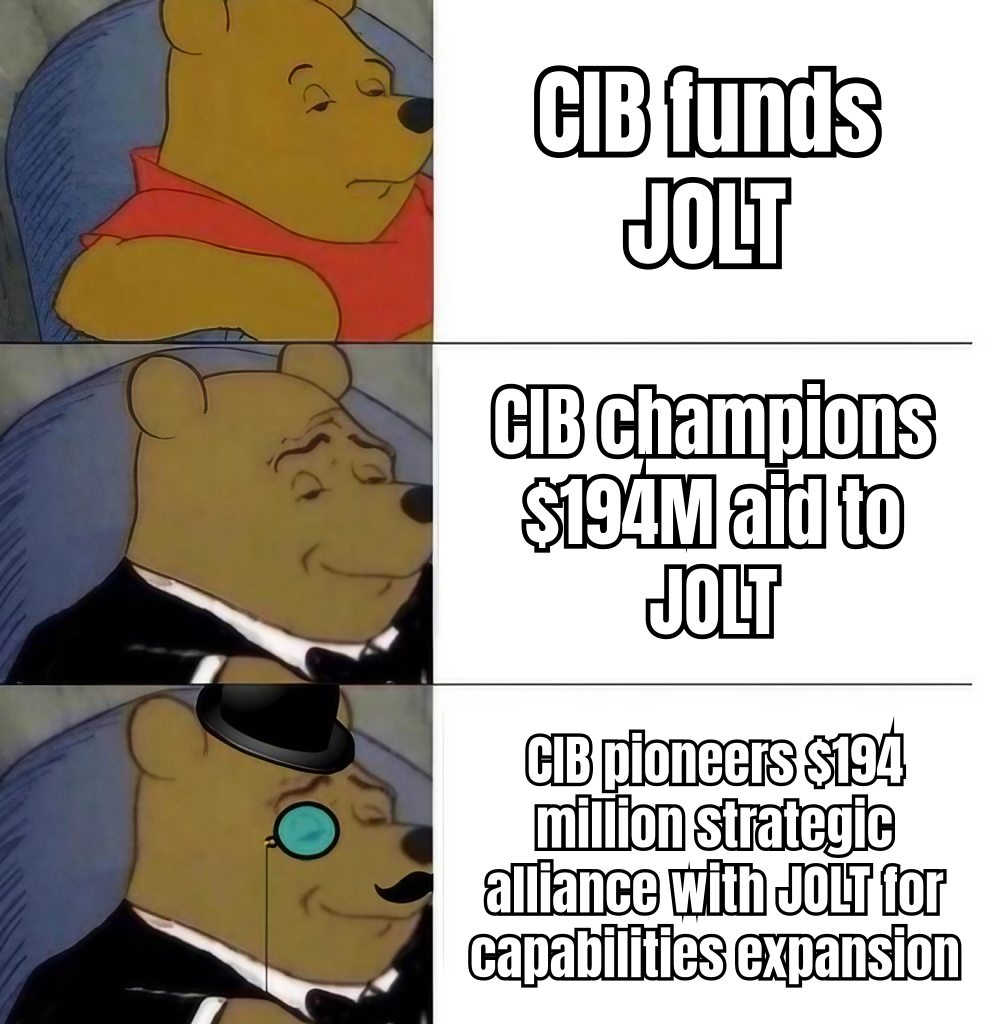 CIB funds
JOLT
CIB champions
$194M aid to
JOLT
CIB pioneers $194
million strategic
alliance with JOLT for
capabilities expansion